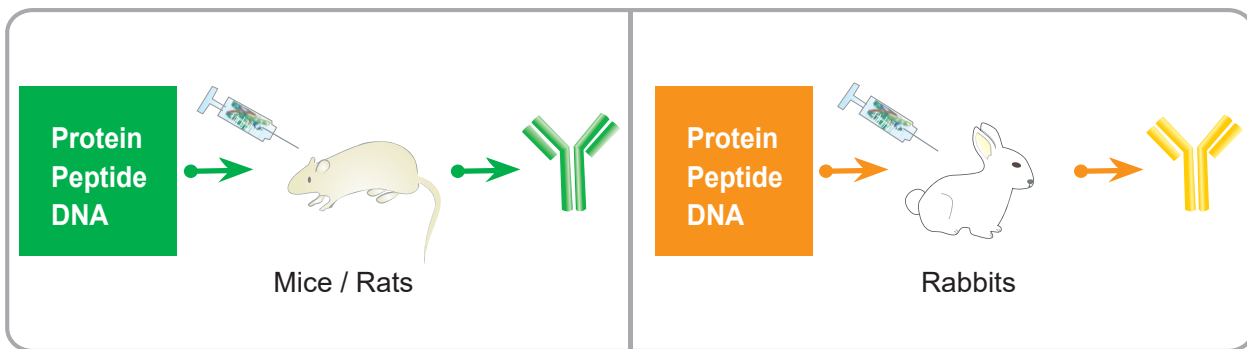 Protein
Peptide
DNA
Mice / Rats
Protein
Peptide
DNA
Rabbits